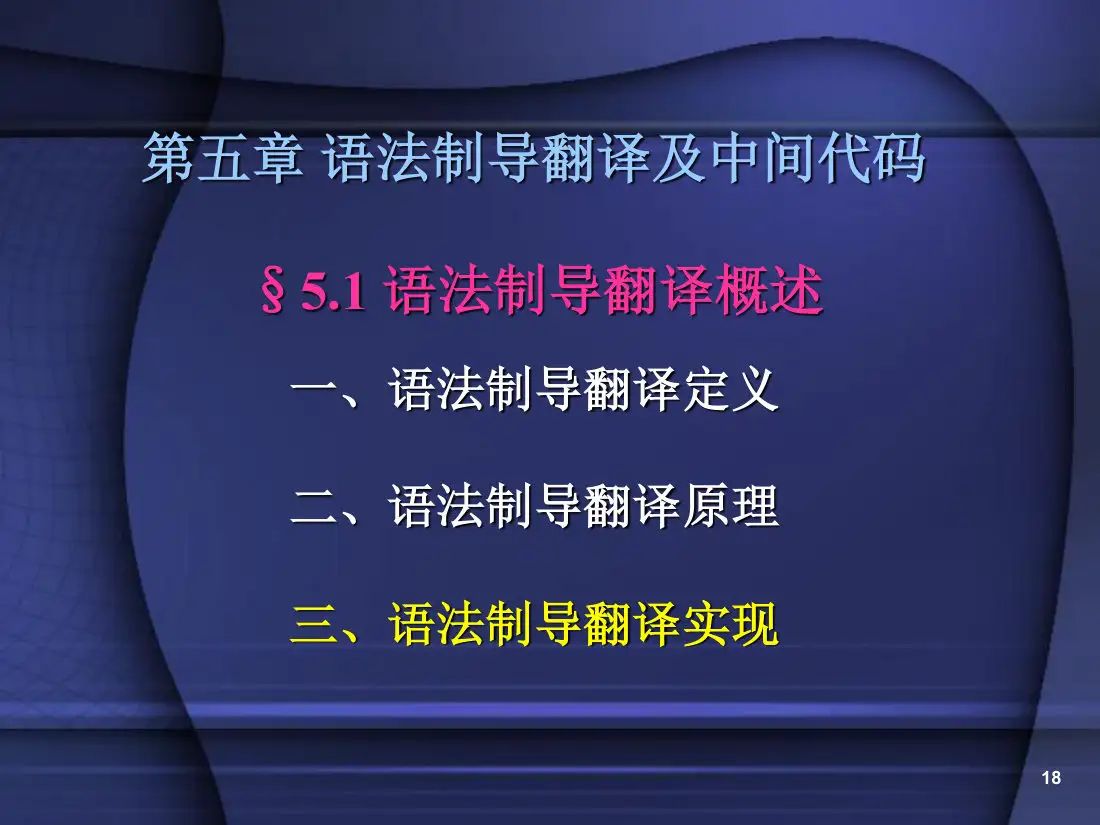 第五章 语法制导翻译及中间代码
§5.1 语法制导翻译概述
一、语法制导翻译定义
二、语法制导翻译原理
三、语法制导翻译实现
18